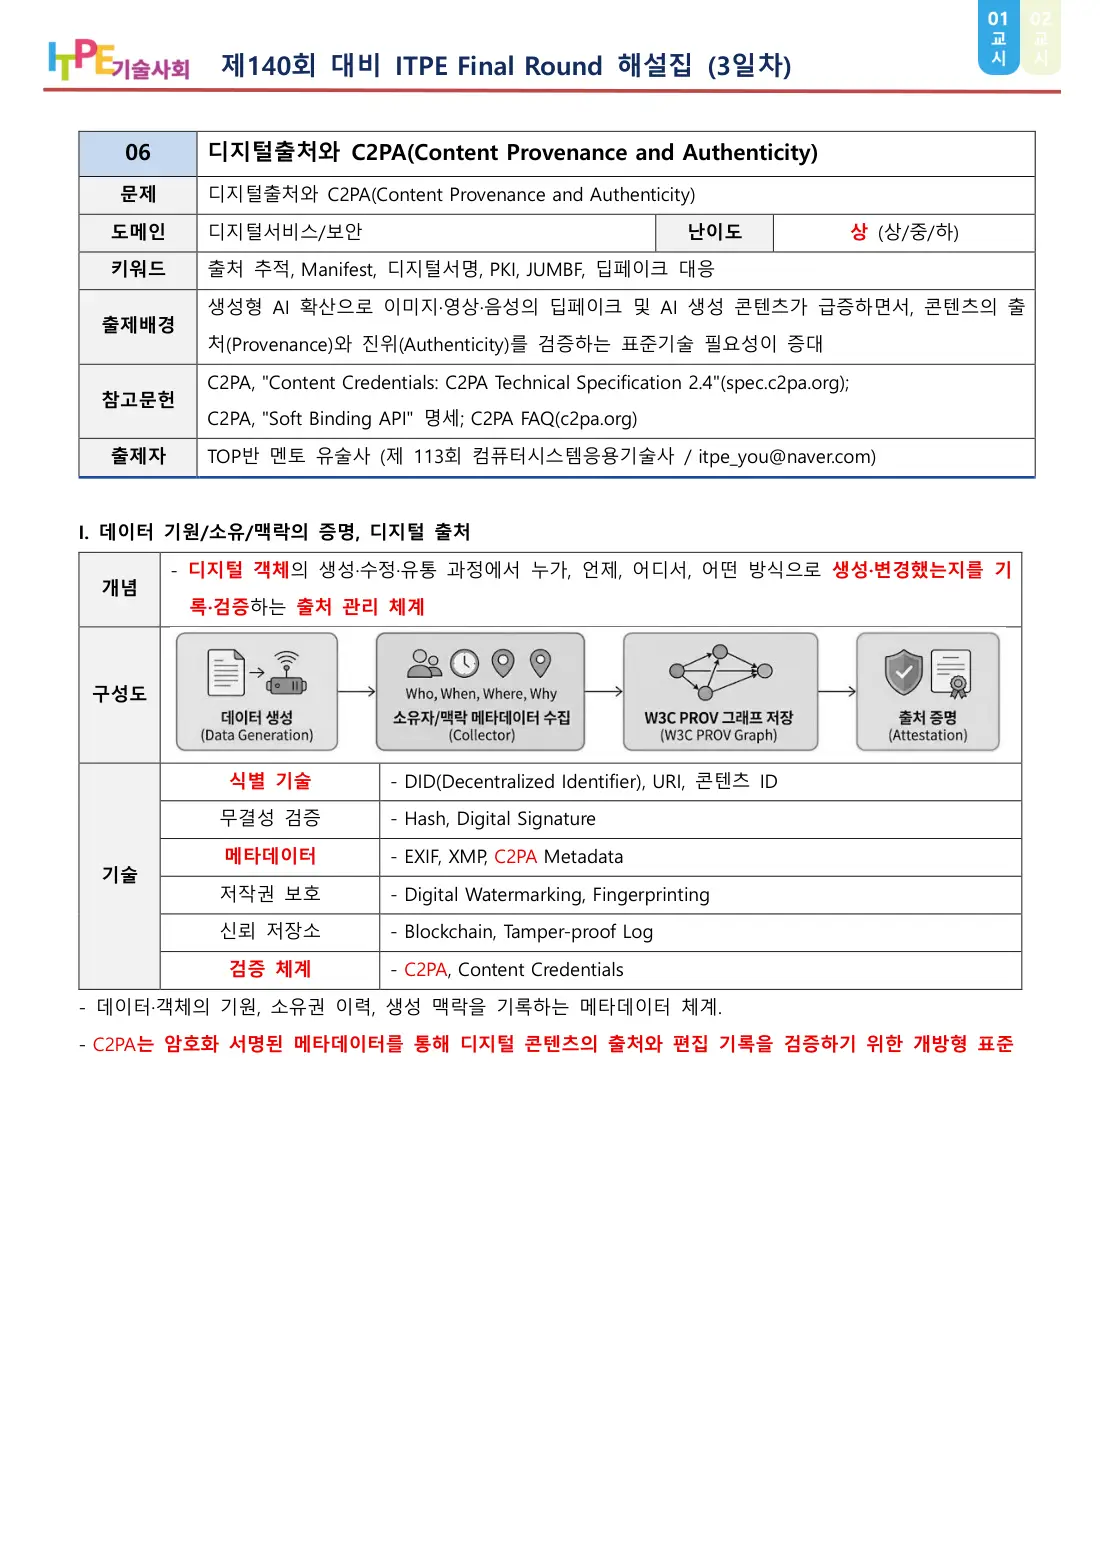 01
교
시
02
교
시
ITPE기술사회
제140회 대비 ITPE Final Round 해설집 (3일차)
06 디지털출처와 C2PA(Content Provenance and Authenticity)
문제 디지털출처와 C2PA(Content Provenance and Authenticity)
도메인 디지털서비스/보안 난이도 상 (상/중/하)
키워드 출처 추적, Manifest, 디지털서명, PKI, JUMBF, 딥페이크 대응
출제배경 생성형 AI 확산으로 이미지·영상·음성의 딥페이크 및 AI 생성 콘텐츠가 급증하면서, 콘텐츠의 출
처(Provenance)와 진위(Authenticity)를 검증하는 표준기술 필요성이 증대
참고문헌 C2PA, "Content Credentials: C2PA Technical Specification 2.4"(spec.c2pa.org);
C2PA, "Soft Binding API" 명세; C2PA FAQ(c2pa.org)
출제자 TOP반 멘토 유술사 (제 113회 컴퓨터시스템응용기술사 / itpe_you@naver.com)
I. 데이터 기원/소유/맥락의 증명, 디지털 출처
개념 - 디지털 객체의 생성·수정·유통 과정에서 누가, 언제, 어디서, 어떤 방식으로 생성·변경했는지를 기
록·검증하는 출처 관리 체계
구성도
데이터 생성
(Data Generation)
Who, When, Where, Why
소유자/맥락 메타데이터 수집
(Collector)
W3C PROV 그래프 저장
(W3C PROV Graph)
출처 증명
(Attestation)
기술
식별 기술 - DID(Decentralized Identifier), URI, 콘텐츠 ID
무결성 검증 - Hash, Digital Signature
메타데이터 - EXIF, XMP, C2PA Metadata
저작권 보호 - Digital Watermarking, Fingerprinting
신뢰 저장소 - Blockchain, Tamper-proof Log
검증 체계 - C2PA, Content Credentials
- 데이터·객체의 기원, 소유권 이력, 생성 맥락을 기록하는 메타데이터 체계.
- C2PA는 암호화 서명된 메타데이터를 통해 디지털 콘텐츠의 출처와 편집 기록을 검증하기 위한 개방형 표준